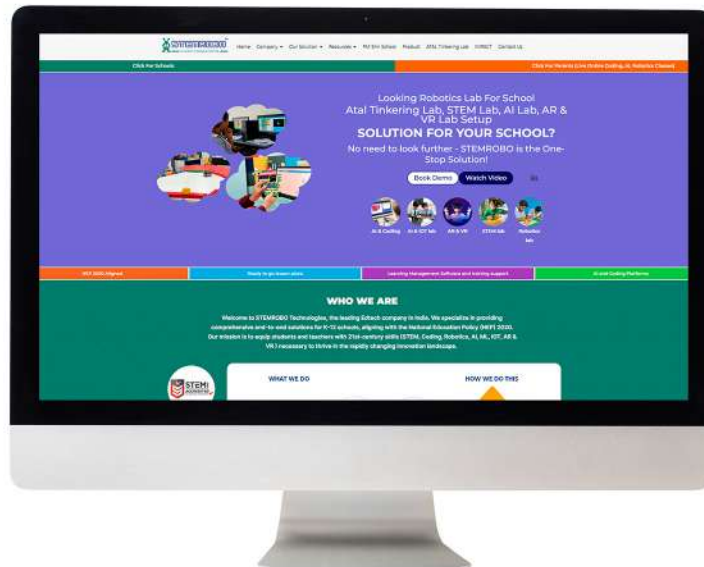 STEMROBO
Home Company Our Solution Resources PM Shri School Product ATAL Tinkering Lab IMPACT Contact Us
Click For Schools
Click For Parents (Live Online Coding, AI, Robotics Classes)
Looking Robotics Lab For School
Atal Tinkering Lab, STEM Lab, AI Lab, AR &
VR Lab Setup
SOLUTION FOR YOUR SCHOOL?
No need to look further - STEMROBO is the One-
Stop Solution!
Book Demo Watch Video
AI & Coding AI & IOT lab AR & VR STEM lab Robotics
lab
NEP 2020 Aligned
Ready to go lesson plans
Learning Management Software and training support
AI and Coding Platforms
WHO WE ARE
Welcome to STEMROBO Technologies, the leading Edtech company in India. We specialize in providing
comprehensive end-to-end solutions for K-12 schools, aligning with the National Education Policy (NEP) 2020.
Our mission is to equip students and teachers with 21st-century skills (STEM, Coding, Robotics, AI, ML, IOT, AR &
VR.) necessary to thrive in the rapidly changing innovation landscape.
STEM
WHAT WE DO
HOW WE DO THIS